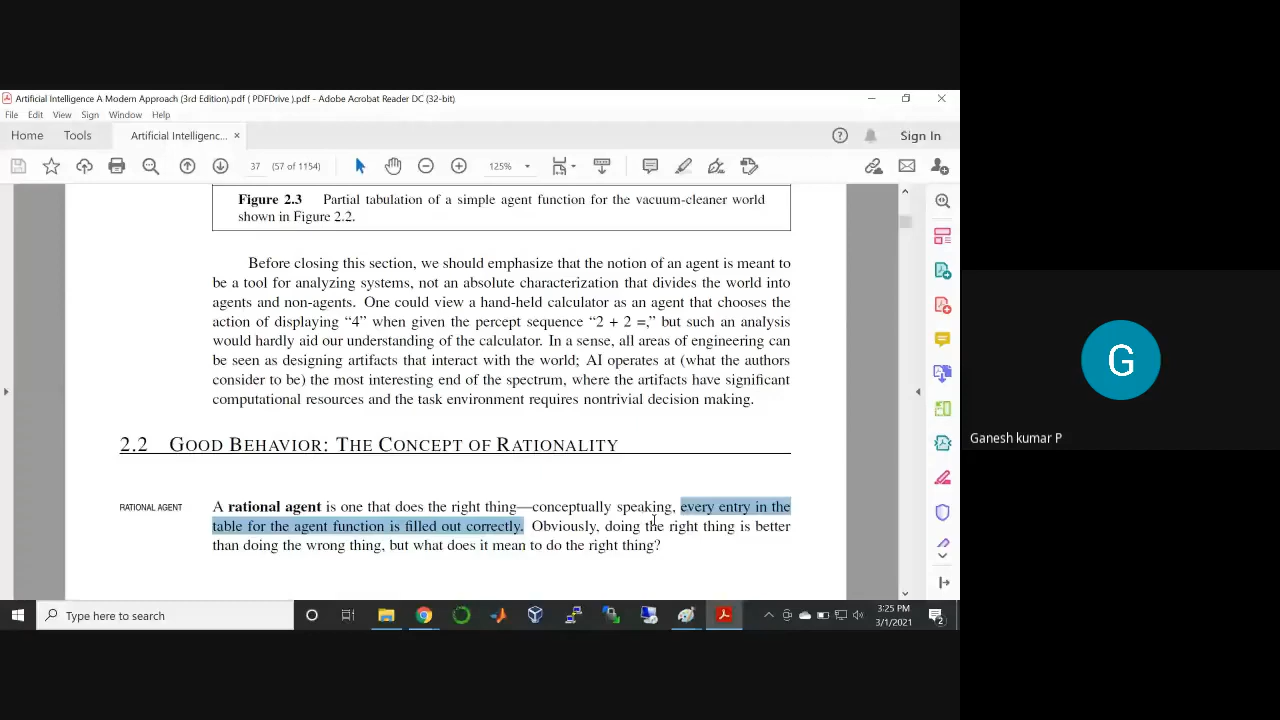 Artificial Intelligence A Modern Approach (3rd Edition).pdf ( PDFDrive ).pdf - Adobe Acrobat Reader DC (32-bit)
File Edit View Sign Window Help
Home Tools Artificial Intelligenc... × Sign In
37 (57 of 1154) 125%
Figure 2.3 Partial tabulation of a simple agent function for the vacuum-cleaner world
shown in Figure 2.2.
Before closing this section, we should emphasize that the notion of an agent is meant to
be a tool for analyzing systems, not an absolute characterization that divides the world into
agents and non-agents. One could view a hand-held calculator as an agent that chooses the
action of displaying “4” when given the percept sequence “2 + 2 =,” but such an analysis
would hardly aid our understanding of the calculator. In a sense, all areas of engineering can
be seen as designing artifacts that interact with the world; AI operates at (what the authors
consider to be) the most interesting end of the spectrum, where the artifacts have significant
computational resources and the task environment requires nontrivial decision making.
2.2 GOOD BEHAVIOR: THE CONCEPT OF RATIONALITY
RATIONAL AGENT A rational agent is one that does the right thing—conceptually speaking, every entry in the
table for the agent function is filled out correctly. Obviously, doing the right thing is better
than doing the wrong thing, but what does it mean to do the right thing?
G
Ganesh kumar P
Type here to search
3:25 PM
3/1/2021
2